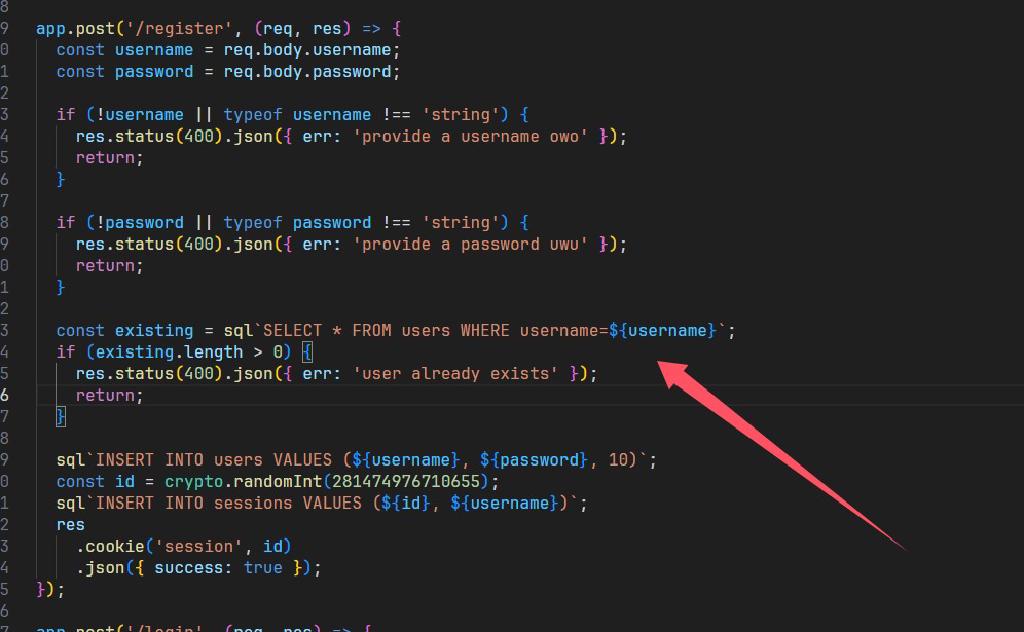 8
9 app.post('/register', (req, res) => {
0   const username = req.body.username;
1   const password = req.body.password;
2
3   if (!username || typeof username !== 'string') {
4     res.status(400).json({ err: 'provide a username owo' });
5     return;
6   }
7
8   if (!password || typeof password !== 'string') {
9     res.status(400).json({ err: 'provide a password uwu' });
0     return;
1   }
2
3   const existing = sql`SELECT * FROM users WHERE username=${username}`;
4   if (existing.length > 0) {
5     res.status(400).json({ err: 'user already exists' });
6     return;
7   }
8
9   sql`INSERT INTO users VALUES (${username}, ${password}, 10)`;
0   const id = crypto.randomInt(281474976710655);
1   sql`INSERT INTO sessions VALUES (${id}, ${username})`;
2   res
3     .cookie('session', id)
4     .json({ success: true });
5 });
6
7 app.post('/login', (req, res) => {